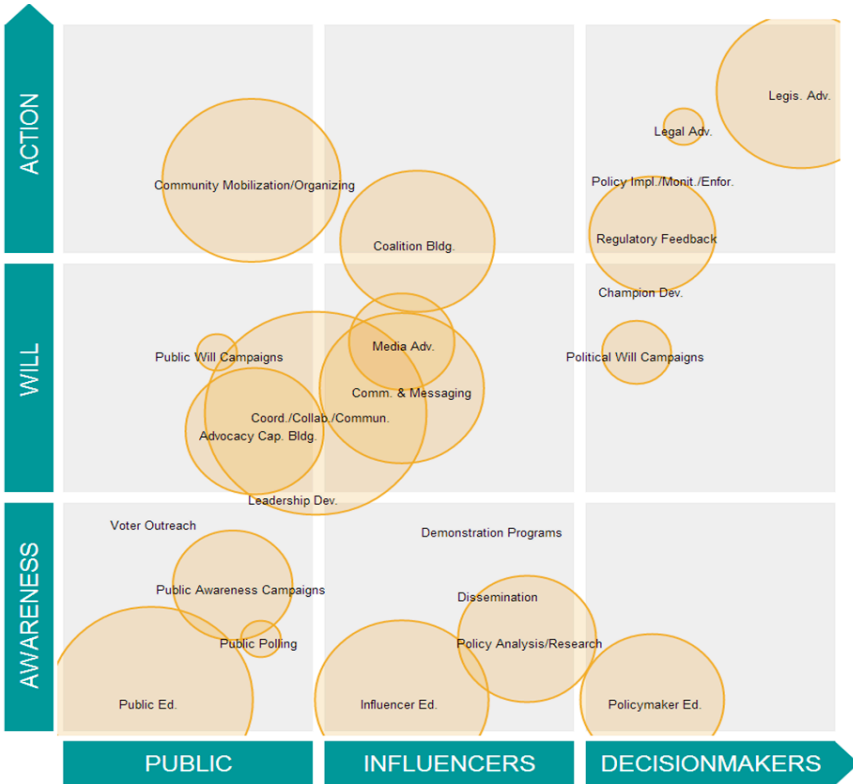 ACTION
Legis. Adv.
Legal Adv.
Community Mobilization/Organizing
Policy Impl./Monit./Enfor.
Coalition Bldg.
Regulatory Feedback
WILL
Champion Dev.
Public Will Campaigns
Media Adv.
Political Will Campaigns
Comm. & Messaging
Coord./Collab./Commun.
Advocacy Cap. Bldg.
Leadership Dev.
AWARENESS
Voter Outreach
Demonstration Programs
Public Awareness Campaigns
Dissemination
Public Polling
Policy Analysis/Research
Public Ed.
Influencer Ed.
Policymaker Ed.
PUBLIC
INFLUENCERS
DECISIONMAKERS